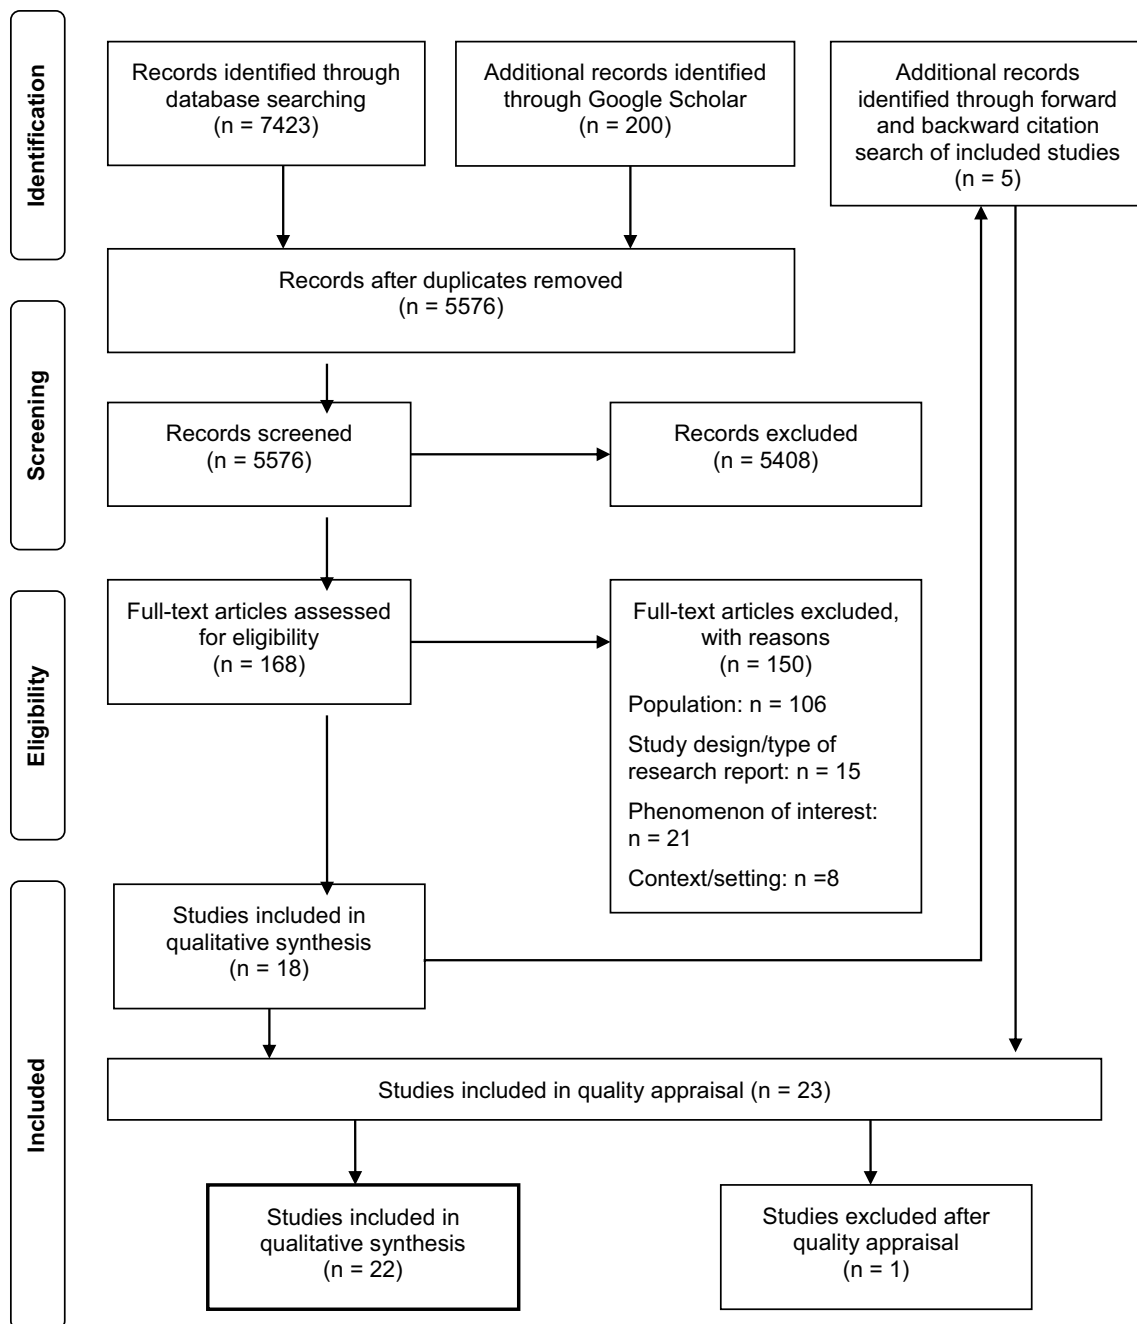 Identification
Records identified through
database searching
(n = 7423)
Additional records identified
through Google Scholar
(n = 200)
Additional records
identified through forward
and backward citation
search of included studies
(n = 5)
Records after duplicates removed
(n = 5576)
Screening
Records screened
(n = 5576)
Records excluded
(n = 5408)
Eligibility
Full-text articles assessed
for eligibility
(n = 168)
Full-text articles excluded,
with reasons
(n = 150)
Population: n = 106
Study design/type of
research report: n = 15
Phenomenon of interest:
n = 21
Context/setting: n =8
Included
Studies included in
qualitative synthesis
(n = 18)
Studies included in quality appraisal (n = 23)
Studies included in
qualitative synthesis
(n = 22)
Studies excluded after
quality appraisal
(n = 1)